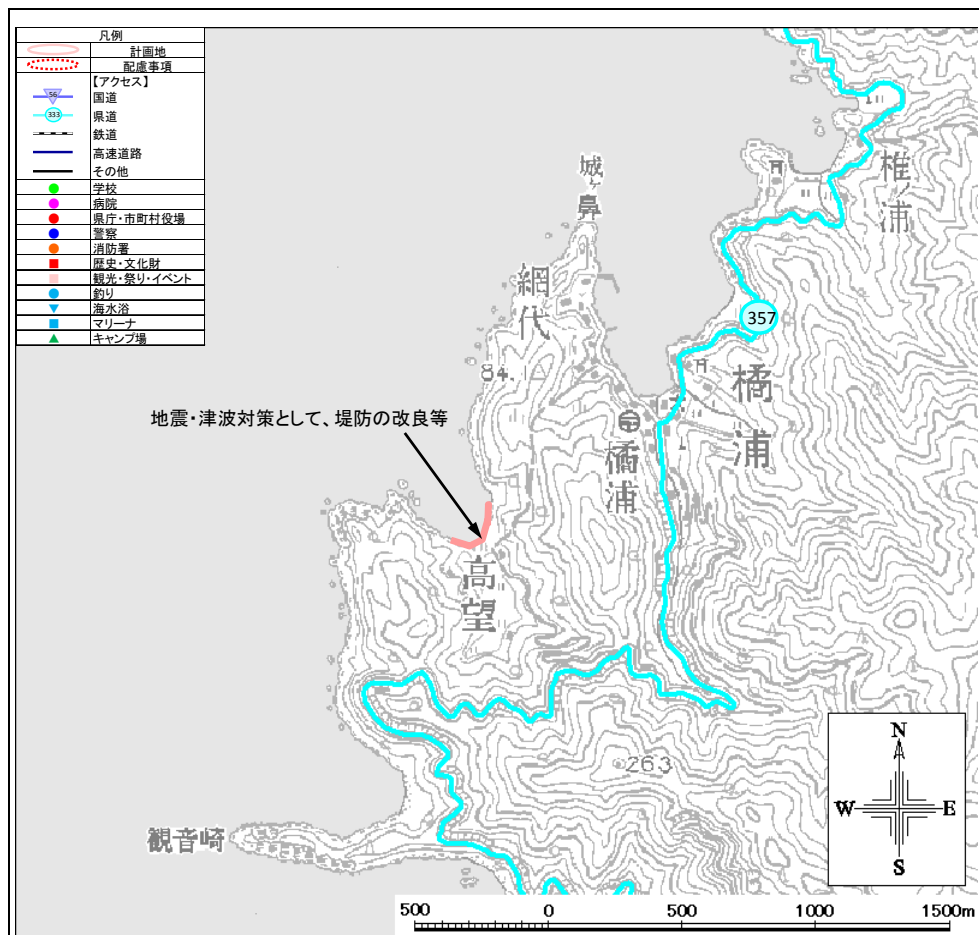 凡例
計画地
配慮事項
【アクセス】
56
国道
333
県道
鉄道
高速道路
その他
学校
病院
県庁・市町村役場
警察
消防署
歴史・文化財
観光・祭り・イベント
釣り
海水浴
マリーナ
キャンプ場
城ヶ鼻
椎ノ浦
網代
357
84.1
橘浦
地震・津波対策として、堤防の改良等
橘浦
高望
263
観音崎
N
W E
S
500 0 500 1000 1500m